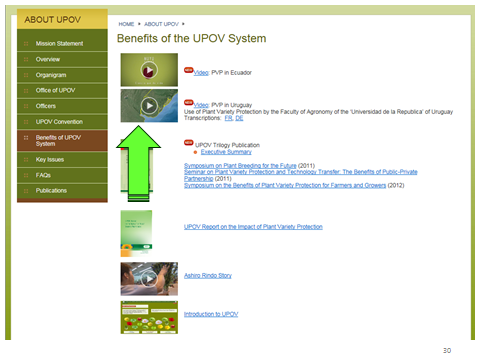 ABOUT UPOV
Mission Statement
Overview
Organigram
Office of UPOV
Officers
UPOV Convention
Benefits of UPOV
System
Key Issues
FAQs
Publications
HOME ABOUT UPOV
Benefits of the UPOV System
NEW Video: PVP in Ecuador
NEW Video: PVP in Uruguay
Use of Plant Variety Protection by the Faculty of Agronomy of the 'Universidad de la Republica' of Uruguay
Transcriptions: FR, DE
NEW UPOV Trilogy Publication
Executive Summary
Symposium on Plant Breeding for the Future (2011)
Seminar on Plant Variety Protection and Technology Transfer: The Benefits of Public-Private
Partnership (2011)
Symposium on the Benefits of Plant Variety Protection for Farmers and Growers (2012)
UPOV Report on the Impact of Plant Variety Protection
Ashiro Rindo Story
Introduction to UPOV
30